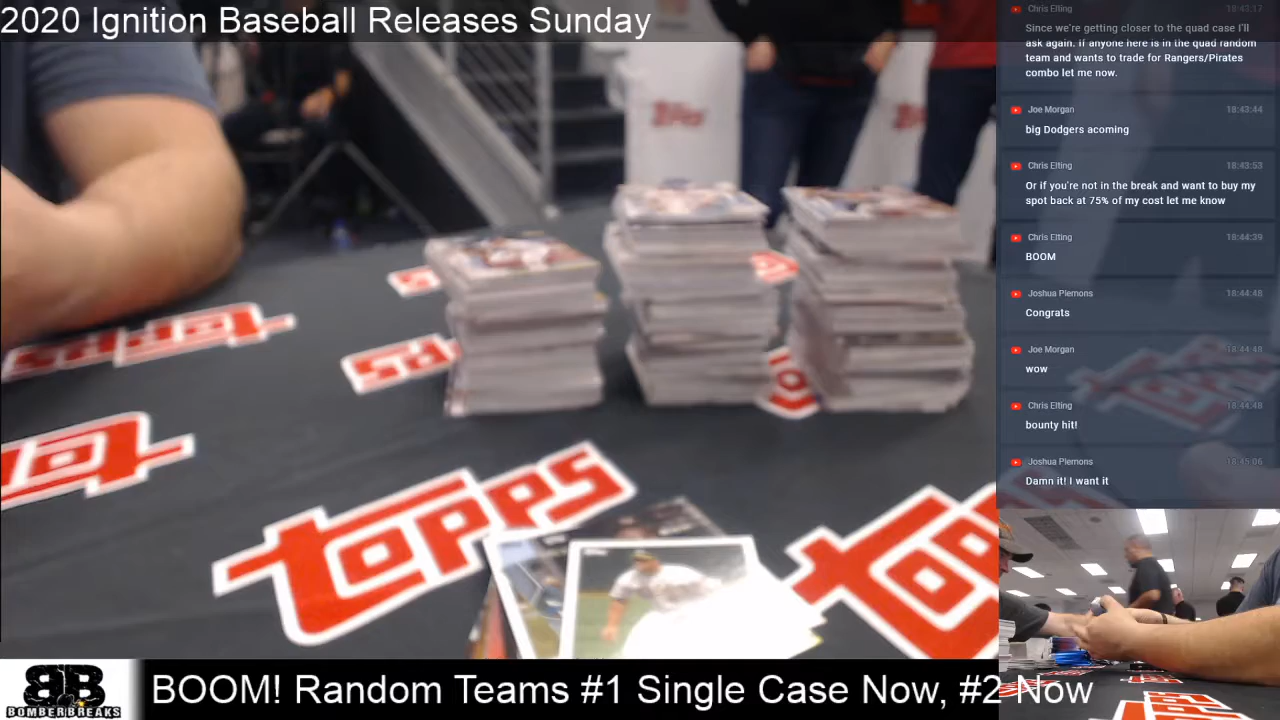 2020 Ignition Baseball Releases Sunday
Chris Elting 18:43:17
Since we're getting closer to the quad case I'll
ask again. if anyone here is in the quad random
team and wants to trade for Rangers/Pirates
combo let me now.
Joe Morgan 18:43:44
big Dodgers acoming
Chris Elting 18:43:53
Or if you're not in the break and want to buy my
spot back at 75% of my cost let me know
Chris Elting 18:44:39
BOOM
Joshua Plemons 18:44:48
Congrats
Joe Morgan 18:44:48
wow
Chris Elting 18:44:48
bounty hit!
Joshua Plemons 18:45:06
Damn it! I want it
topps
topps
BB
BOMBERBREAKS
BOOM! Random Teams #1 Single Case Now, #2 Now